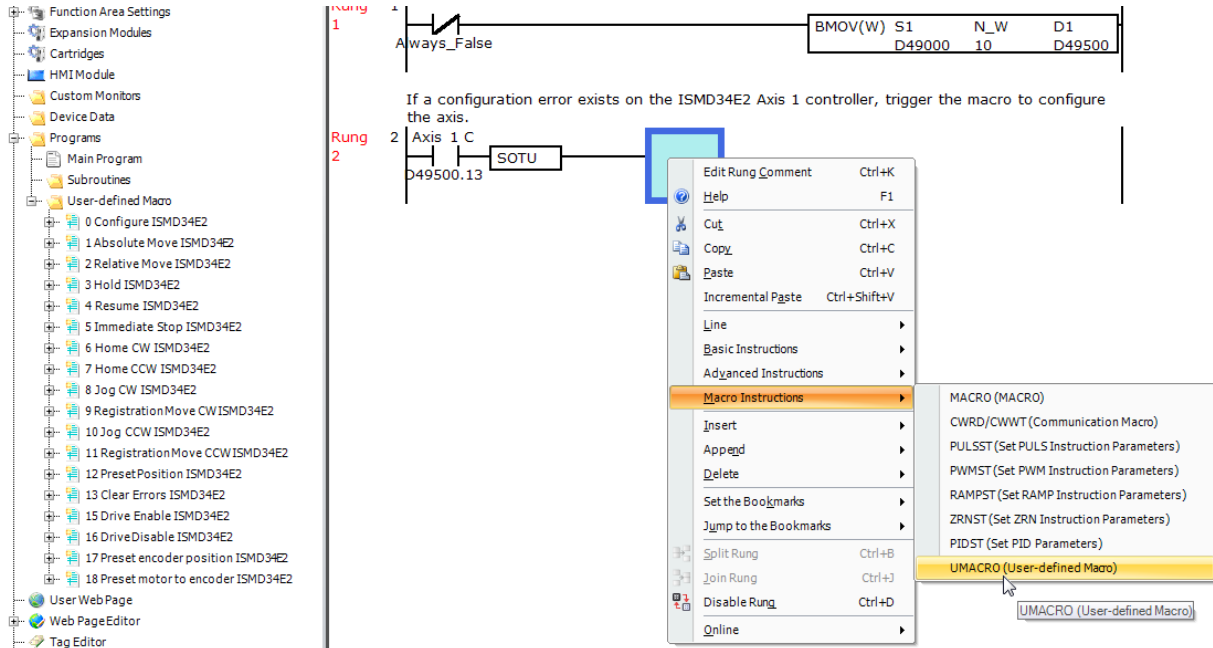 Function Area Settings
Expansion Modules
Cartridges
HMI Module
Custom Monitors
Device Data
Programs
Main Program
Subroutines
User-defined Macro
0 Configure ISMD34E2
1 Absolute Move ISMD34E2
2 Relative Move ISMD34E2
3 Hold ISMD34E2
4 Resume ISMD34E2
5 Immediate Stop ISMD34E2
6 Home CW ISMD34E2
7 Home CCW ISMD34E2
8 Jog CW ISMD34E2
9 Registration Move CW ISMD34E2
10 Jog CCW ISMD34E2
11 Registration Move CCW ISMD34E2
12 Preset Position ISMD34E2
13 Clear Errors ISMD34E2
15 Drive Enable ISMD34E2
16 Drive Disable ISMD34E2
17 Preset encoder position ISMD34E2
18 Preset motor to encoder ISMD34E2
User Web Page
Web Page Editor
Tag Editor
Rung 1
1
Always_False
BMOV(W) S1 N_W D1
D49000 10 D49500
If a configuration error exists on the ISMD34E2 Axis 1 controller, trigger the macro to configure
the axis.
Rung 2 Axis 1 C
2
SOTU
D49500.13
Edit Rung Comment Ctrl+K
Help F1
Cut Ctrl+X
Copy Ctrl+C
Paste Ctrl+V
Incremental Paste Ctrl+Shift+V
Line
Basic Instructions
Advanced Instructions
Macro Instructions
Insert
Append
Delete
Set the Bookmarks
Jump to the Bookmarks
Split Rung Ctrl+B
Join Rung Ctrl+J
Disable Rung Ctrl+D
Online
MACRO (MACRO)
CWRD/CWWT (Communication Macro)
PULSST (Set PULS Instruction Parameters)
PWMST (Set PWM Instruction Parameters)
RAMPST (Set RAMP Instruction Parameters)
ZRNST (Set ZRN Instruction Parameters)
PIDST (Set PID Parameters)
UMACRO (User-defined Macro)
UMACRO (User-defined Macro)